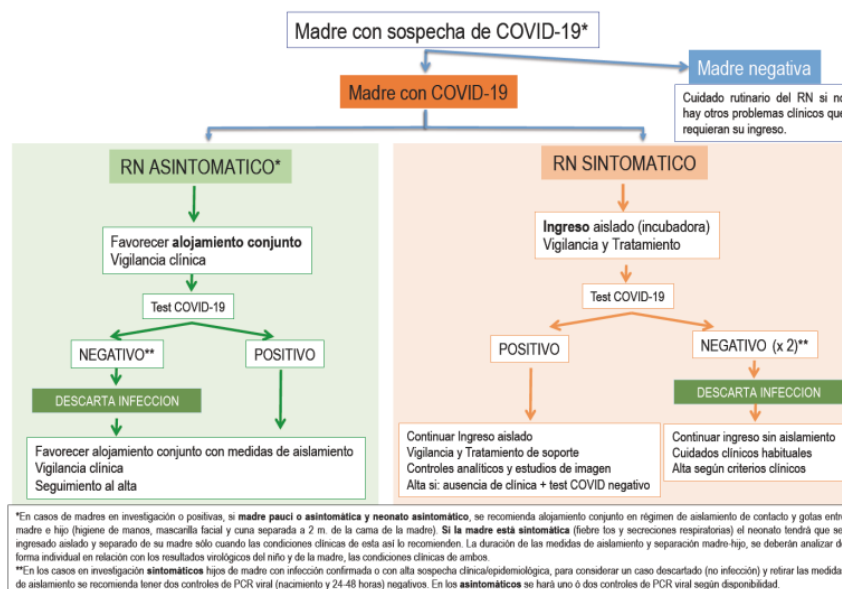 Madre con sospecha de COVID-19*
Madre negativa
Madre con COVID-19
Cuidado rutinario del RN si no
hay otros problemas clínicos que
requieran su ingreso.
RN ASINTOMATICO*
RN SINTOMATICO
Favorecer alojamiento conjunto
Vigilancia clínica
Ingreso aislado (incubadora)
Vigilancia y Tratamiento
Test COVID-19
Test COVID-19
NEGATIVO**
POSITIVO
POSITIVO
NEGATIVO (x 2)**
DESCARTA INFECCION
DESCARTA INFECCION
Favorecer alojamiento conjunto con medidas de aislamiento
Vigilancia clínica
Seguimiento al alta
Continuar Ingreso aislado
Vigilancia y Tratamiento de soporte
Controles analíticos y estudios de imagen
Alta si: ausencia de clínica + test COVID negativo
Continuar ingreso sin aislamiento
Cuidados clínicos habituales
Alta según criterios clínicos
*En casos de madres en investigación o positivas, si madre pauci o asintomática y neonato asintomático, se recomienda alojamiento conjunto en régimen de aislamiento de contacto y gotas entre
madre e hijo (higiene de manos, mascarilla facial y cuna separada a 2 m. de la cama de la madre). Si la madre está sintomática (fiebre tos y secreciones respiratorias) el neonato tendrá que se
ingresado aislado y separado de su madre sólo cuando las condiciones clínicas de esta así lo recomienden. La duración de las medidas de aislamiento y separación madre-hijo, se deberán analizar de
forma individual en relación con los resultados virológicos del niño y de la madre, las condiciones clínicas de ambos.
**En los casos en investigación sintomáticos hijos de madre con infección confirmada o con alta sospecha clínica/epidemiológica, para considerar un caso descartado (no infección) y retirar las medidas
de aislamiento se recomienda tener dos controles de PCR viral (nacimiento y 24-48 horas) negativos. En los asintomáticos se hará uno ó dos controles de PCR viral según disponibilidad.